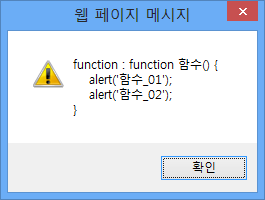 웹 페이지 메시지
function : function 함수() {
    alert('함수_01');
    alert('함수_02');
}
확인